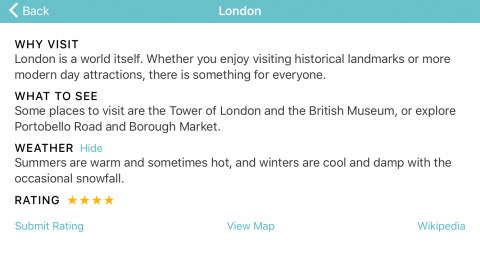 Back
London
WHY VISIT
London is a world itself. Whether you enjoy visiting historical landmarks or more
modern day attractions, there is something for everyone.
WHAT TO SEE
Some places to visit are the Tower of London and the British Museum, or explore
Portobello Road and Borough Market.
WEATHER Hide
Summers are warm and sometimes hot, and winters are cool and damp with the
occasional snowfall.
RATING ★★★★
Submit Rating
View Map
Wikipedia